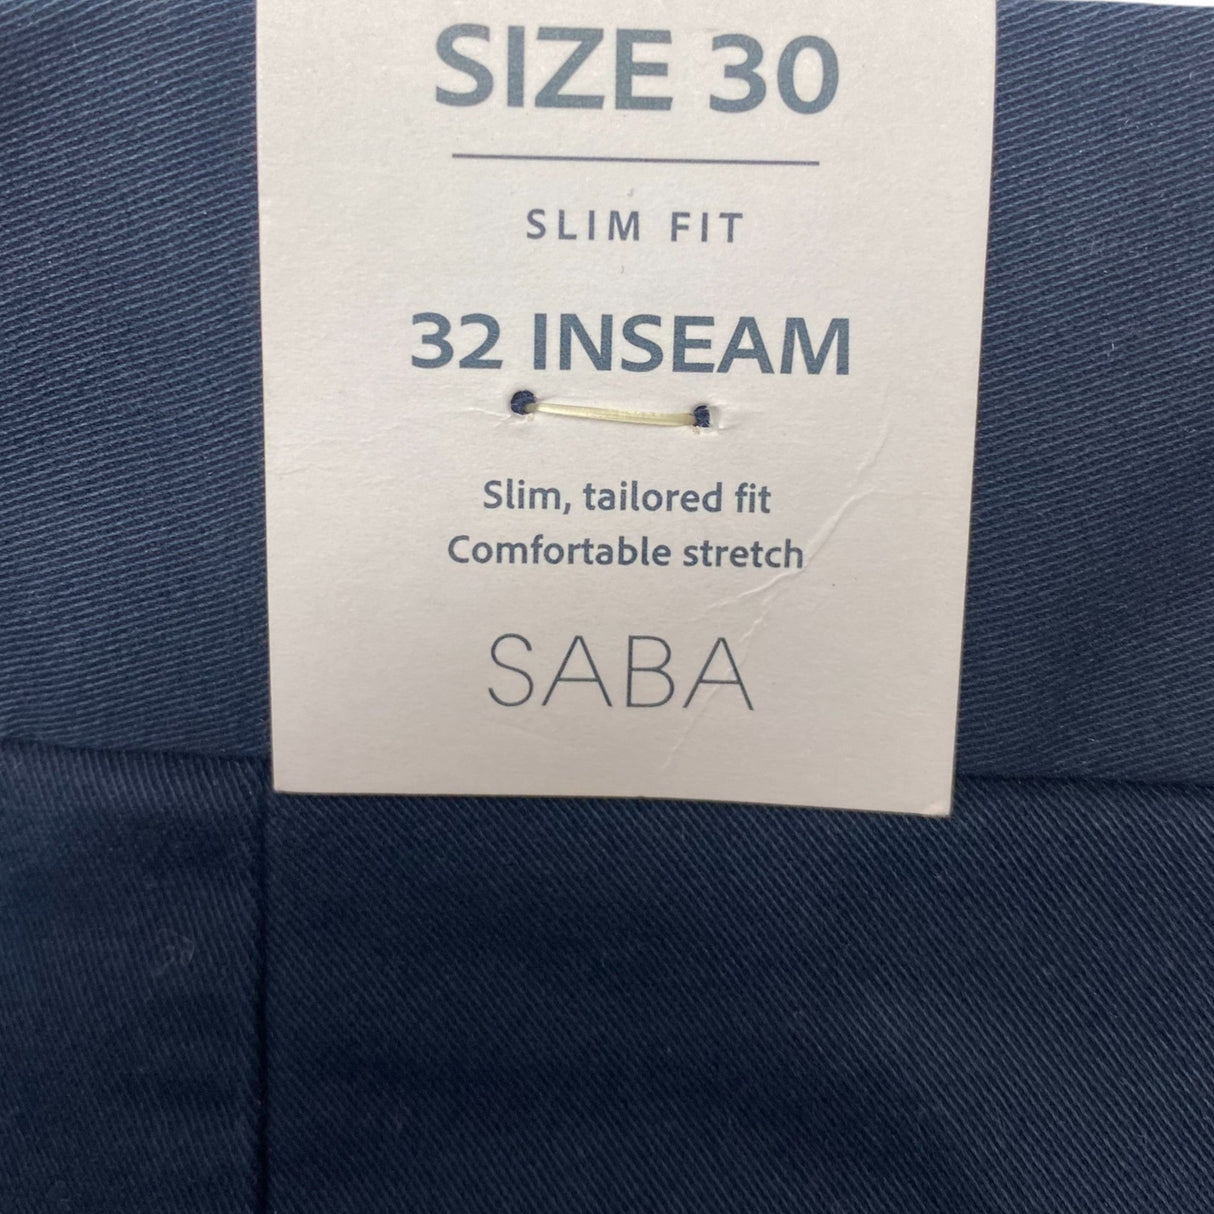 SIZE 30
SLIM FIT
32 INSEAM
Slim, tailored fit
Comfortable stretch
SABA